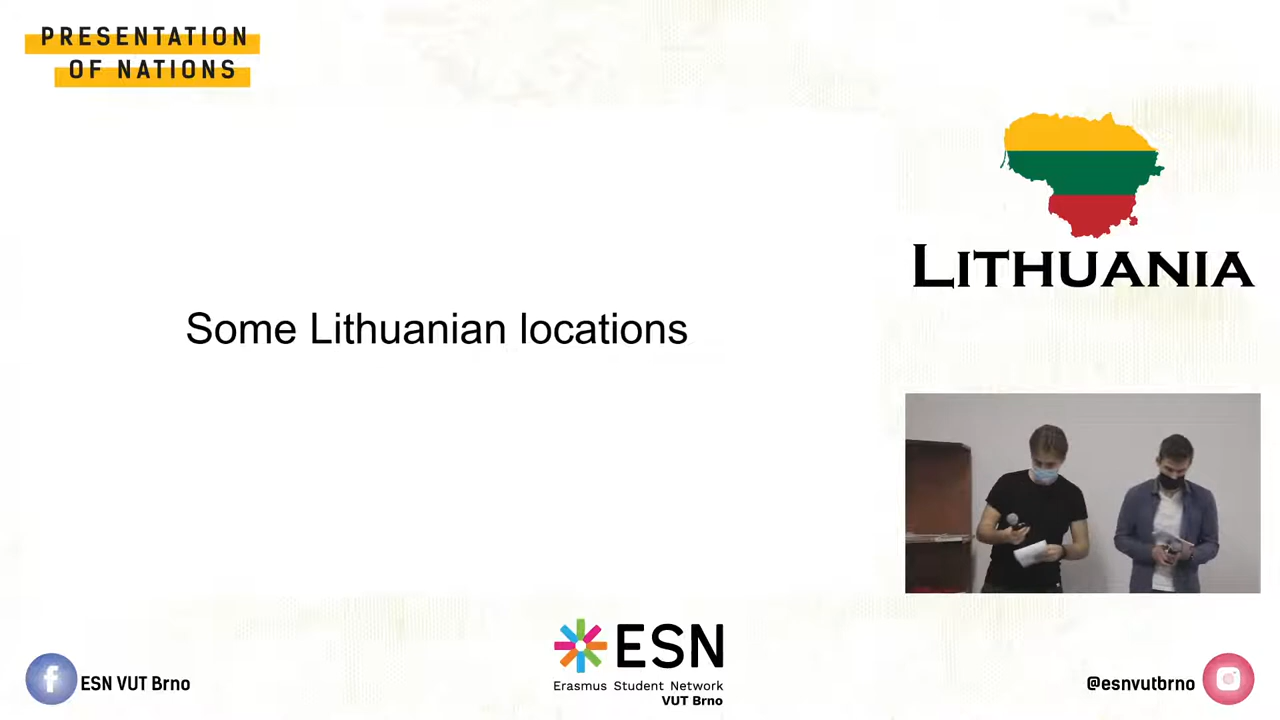 PRESENTATION
OF NATIONS
LITHUANIA
Some Lithuanian locations
f ESN VUT Brno
ESN
Erasmus Student Network
VUT Brno
@esnvutbrno